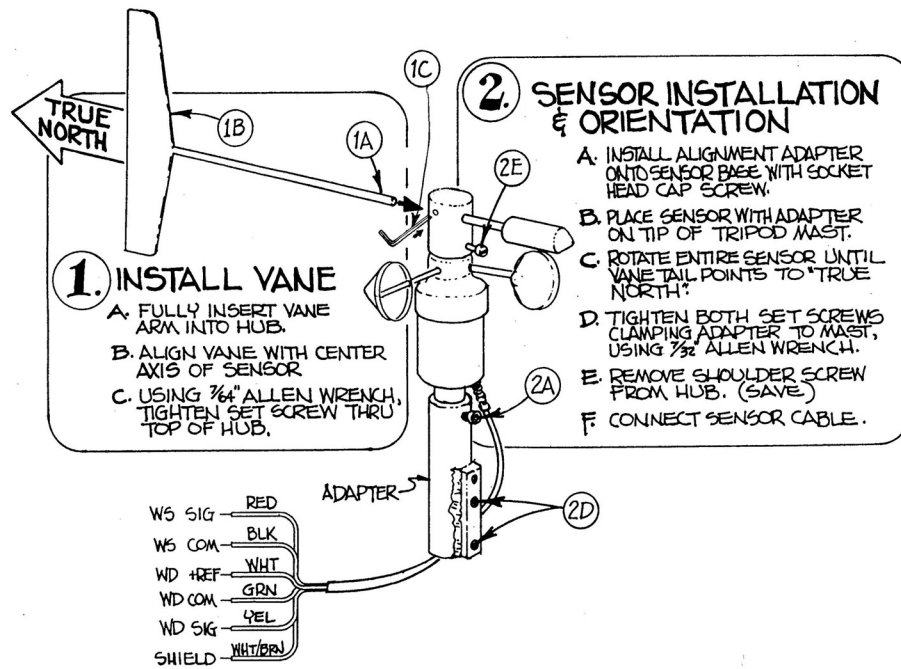 TRUE
NORTH
1B
1A
1C
2E
1. INSTALL VANE
A. FULLY INSERT VANE
ARM INTO HUB.
B. ALIGN VANE WITH CENTER
AXIS OF SENSOR
C. USING 7/64" ALLEN WRENCH,
TIGHTEN SET SCREW THRU
TOP OF HUB.
2. SENSOR INSTALLATION
& ORIENTATION
A. INSTALL ALIGNMENT ADAPTER
ONTO SENSOR BASE WITH SOCKET
HEAD CAP SCREW.
B. PLACE SENSOR WITH ADAPTER
ON TIP OF TRIPOD MAST.
C. ROTATE ENTIRE SENSOR UNTIL
VANE TAIL POINTS TO "TRUE
NORTH".
D. TIGHTEN BOTH SET SCREWS
CLAMPING ADAPTER TO MAST,
USING 7/32" ALLEN WRENCH.
E. REMOVE SHOULDER SCREW
FROM HUB. (SAVE)
F. CONNECT SENSOR CABLE.
2A
ADAPTER
2D
WS SIG RED
WS COM BLK
WD +REF WHT
WD COM GRN
WD SIG YEL
SHIELD WHT/BRN